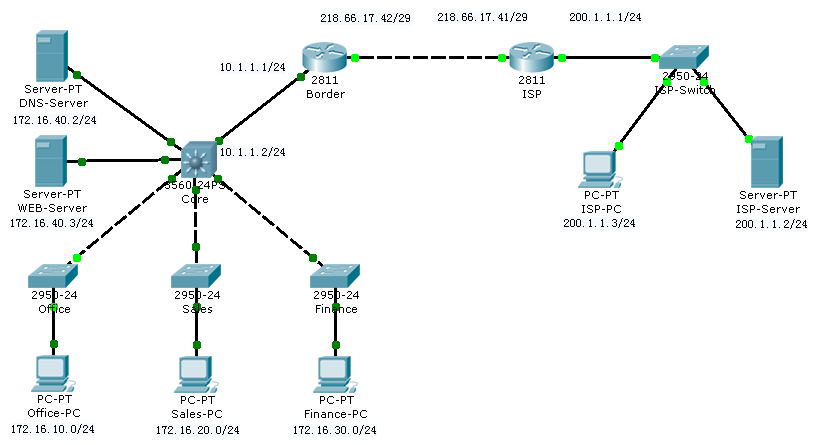 218.66.17.42/29
218.66.17.41/29
200.1.1.1/24
10.1.1.1/24
2811
Border
2811
ISP
2950-24
ISP-Switch
Server-PT
DNS-Server
172.16.40.2/24
10.1.1.2/24
3560-24PS
Core
Server-PT
WEB-Server
172.16.40.3/24
PC-PT
ISP-PC
200.1.1.3/24
Server-PT
ISP-Server
200.1.1.2/24
2950-24
Office
2950-24
Sales
2950-24
Finance
PC-PT
Office-PC
172.16.10.0/24
PC-PT
Sales-PC
172.16.20.0/24
PC-PT
Finance-PC
172.16.30.0/24